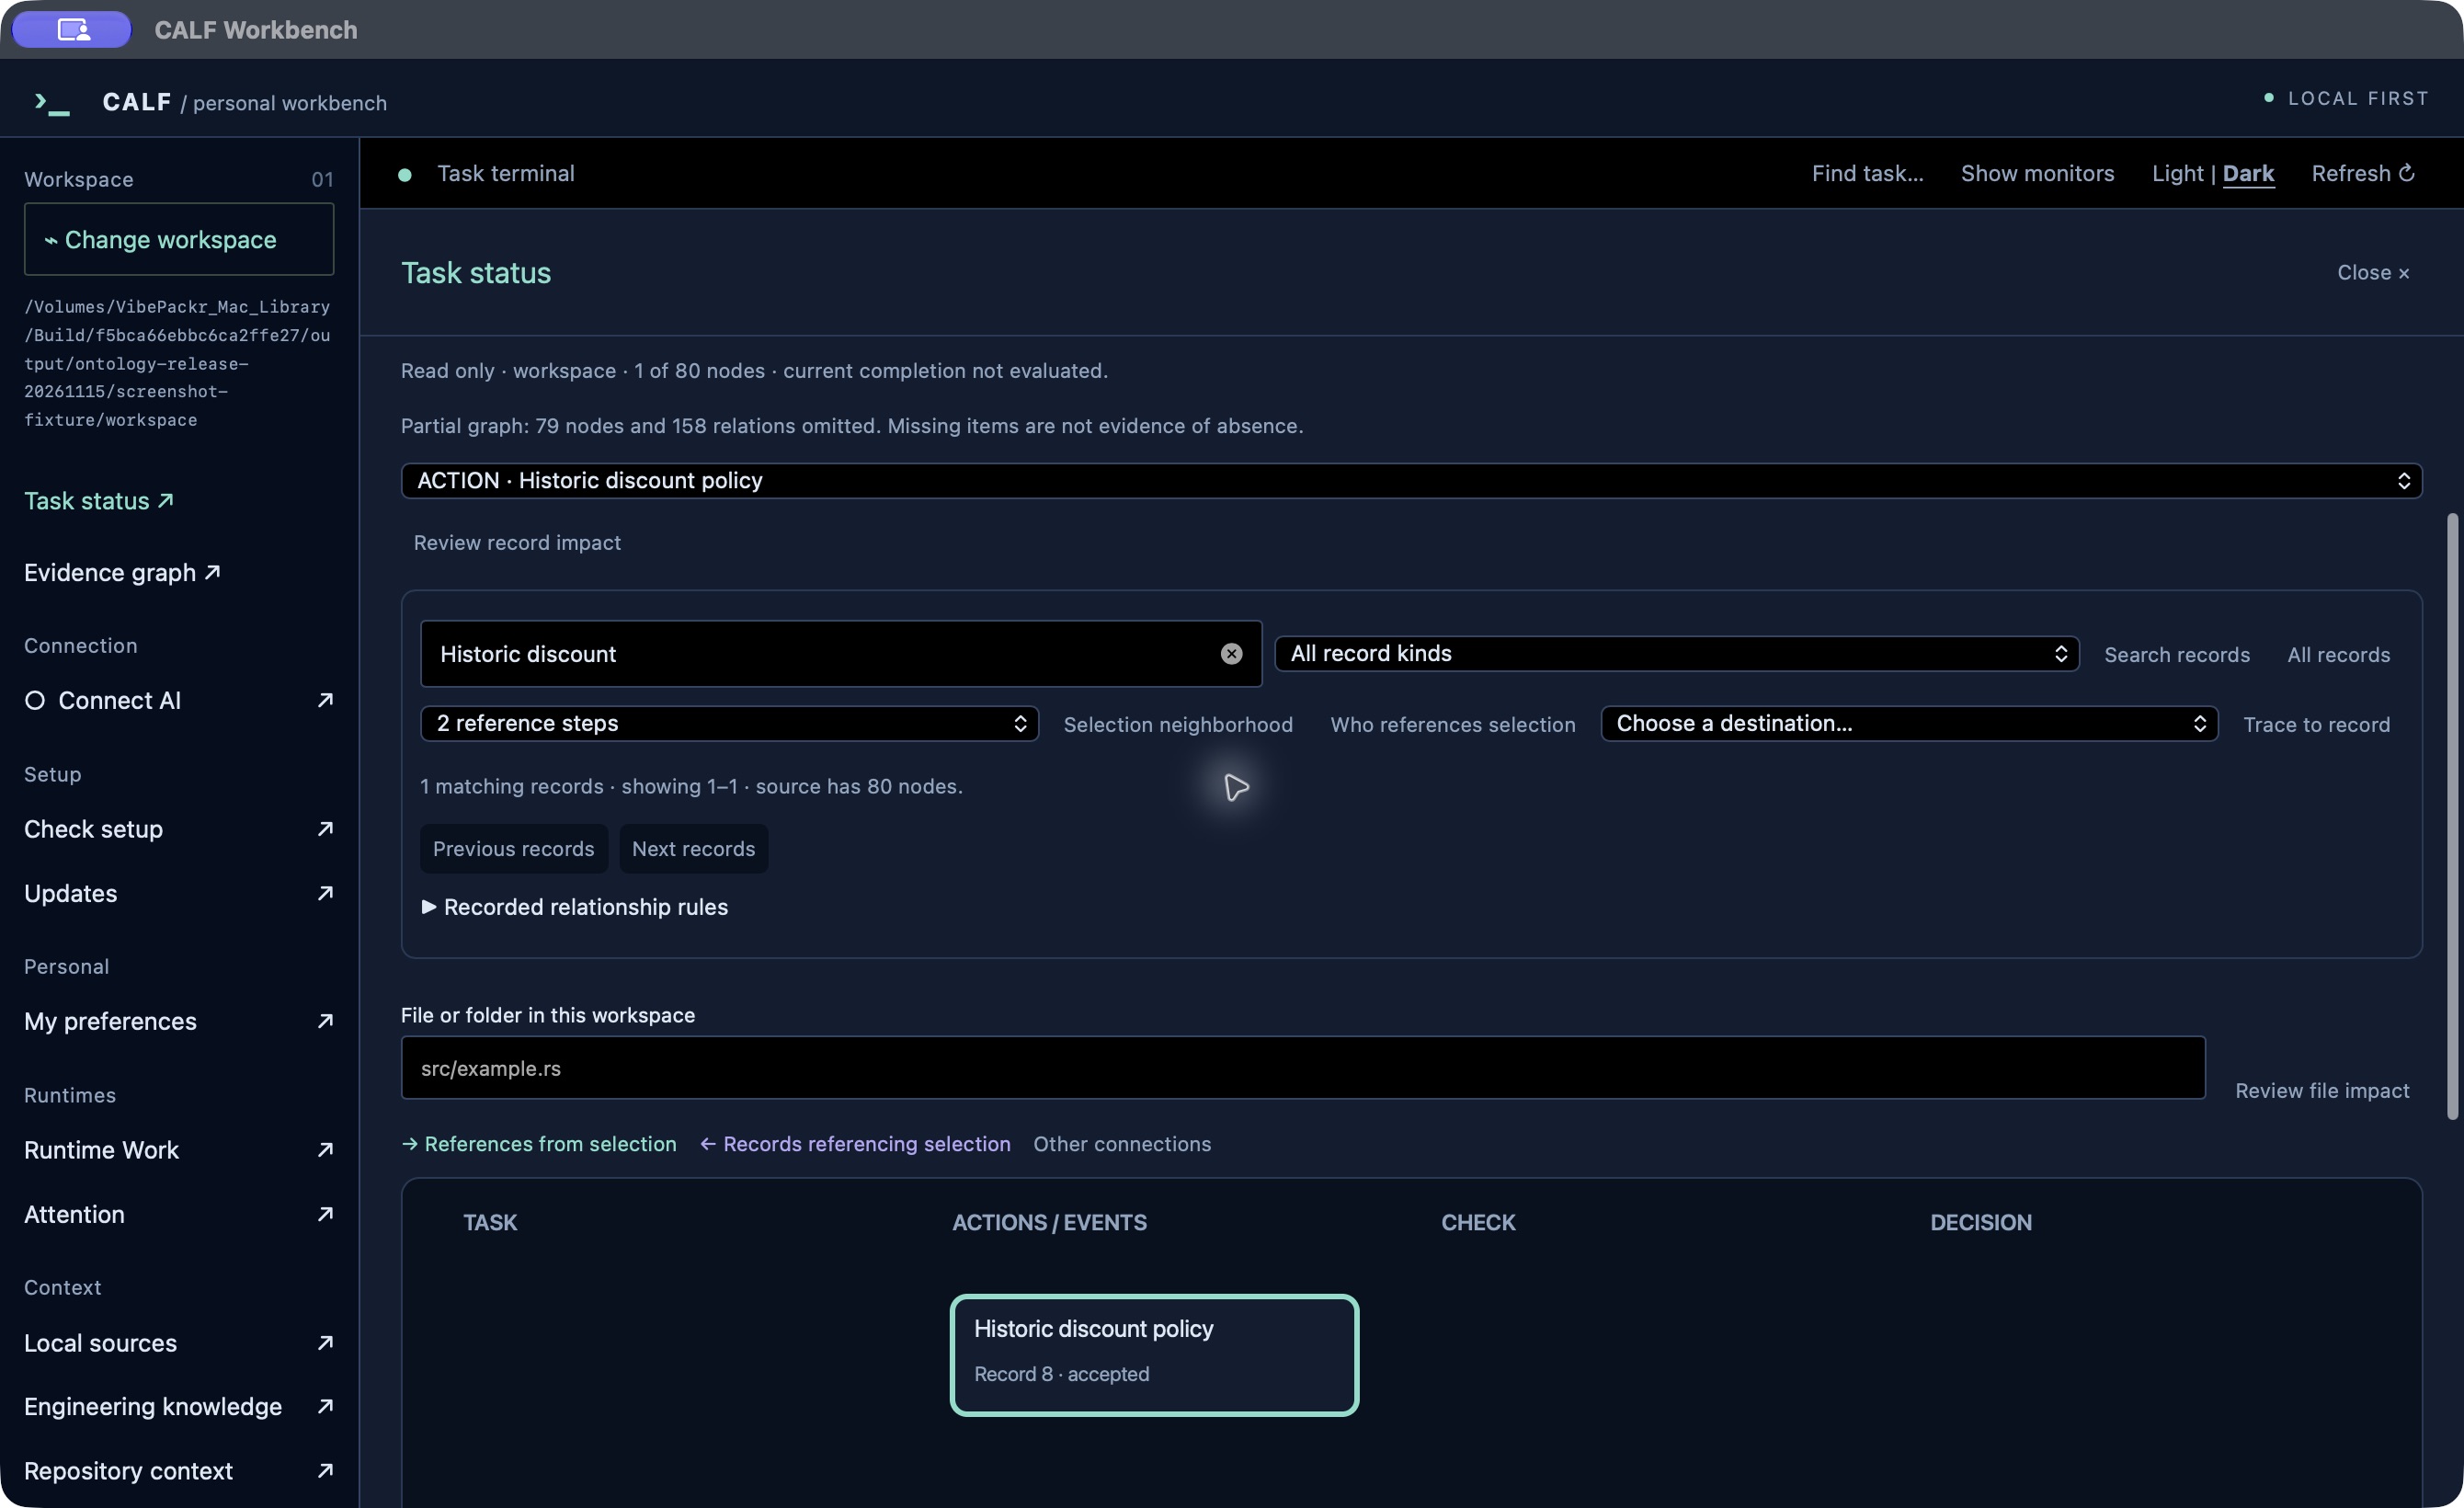 CALF Workbench
CALF / personal workbench
LOCAL FIRST
Workspace 01
Change workspace
/Volumes/VibePackr_Mac_Library
/Build/f5bca66ebbc6ca2ffe27/ou
tput/ontology-release-
20261115/screenshot-
fixture/workspace
Task status ↗
Evidence graph ↗
Connection
Connect AI ↗
Setup
Check setup ↗
Updates ↗
Personal
My preferences ↗
Runtimes
Runtime Work ↗
Attention ↗
Context
Local sources ↗
Engineering knowledge ↗
Repository context ↗
Task terminal
Find task... Show monitors Light | Dark Refresh ↻
Task status
Close ×
Read only · workspace · 1 of 80 nodes · current completion not evaluated.
Partial graph: 79 nodes and 158 relations omitted. Missing items are not evidence of absence.
ACTION · Historic discount policy
Review record impact
Historic discount All record kinds Search records All records
2 reference steps Selection neighborhood Who references selection Choose a destination... Trace to record
1 matching records · showing 1–1 · source has 80 nodes.
Previous records Next records
▶ Recorded relationship rules
File or folder in this workspace
src/example.rs
Review file impact
→ References from selection ← Records referencing selection Other connections
TASK ACTIONS / EVENTS CHECK DECISION
Historic discount policy
Record 8 · accepted